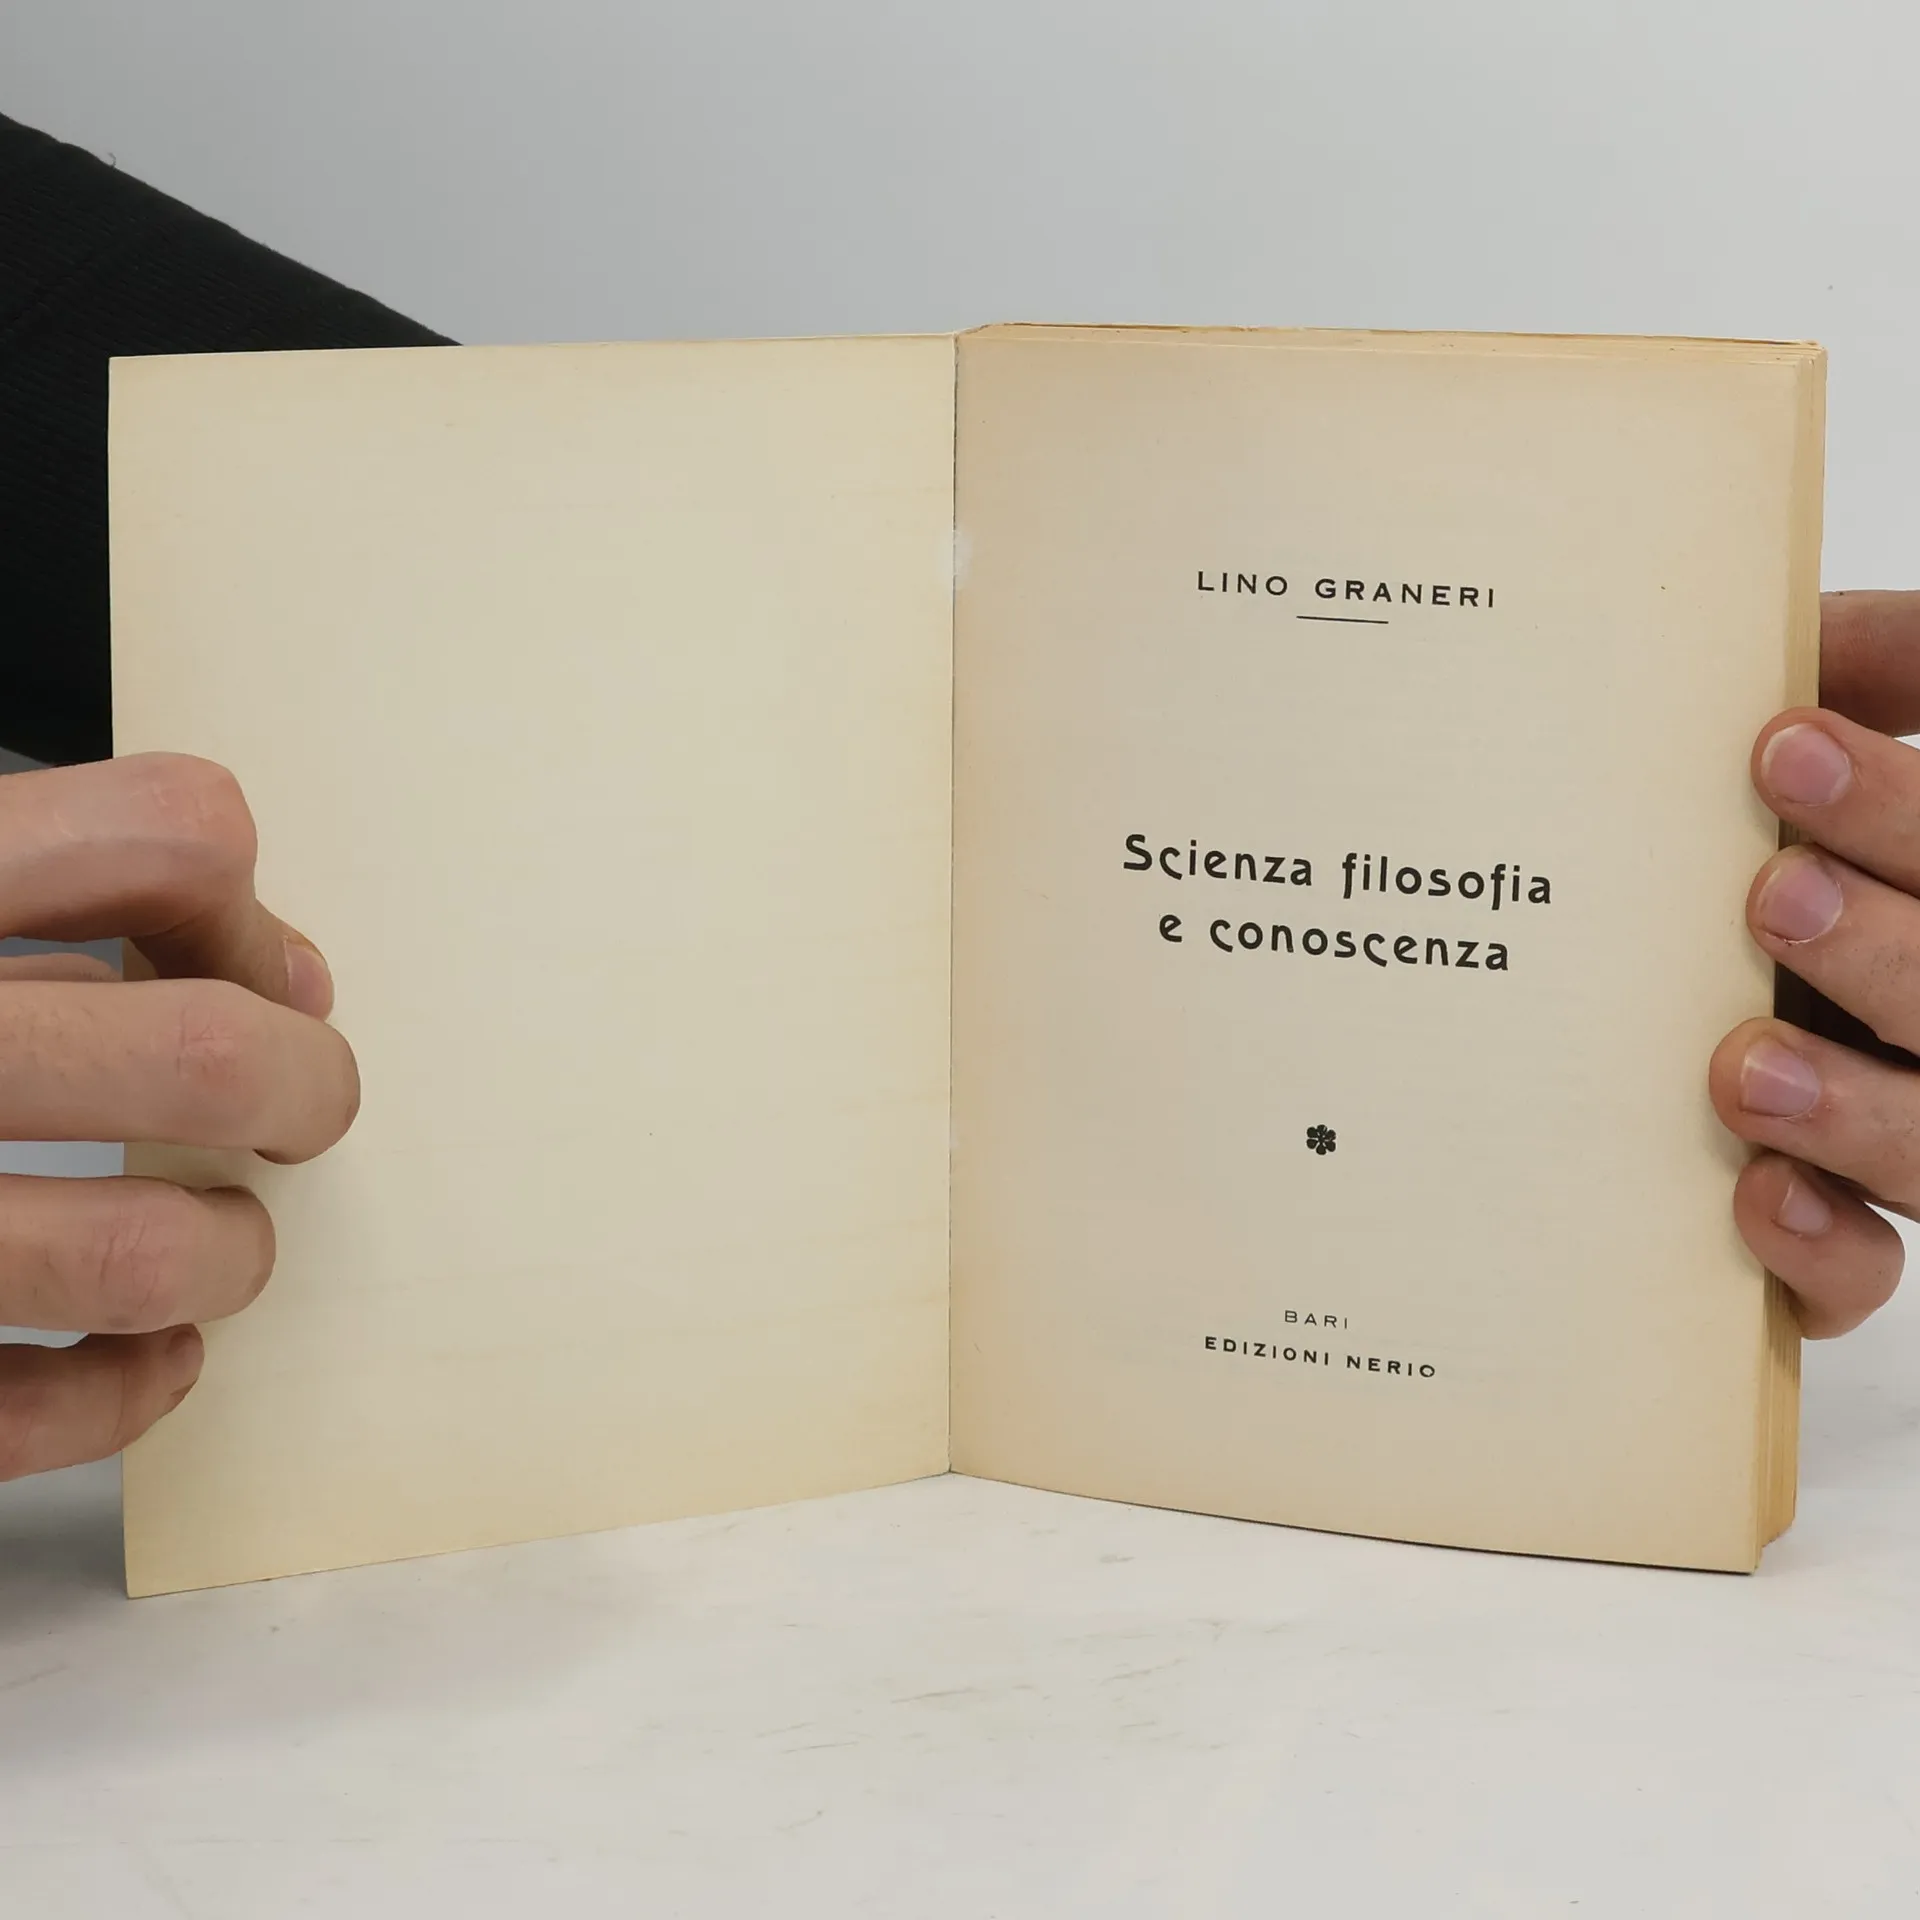 LINO GRANERI
Scienza filosofia
e conoscenza
BARI
EDIZIONI NERIO